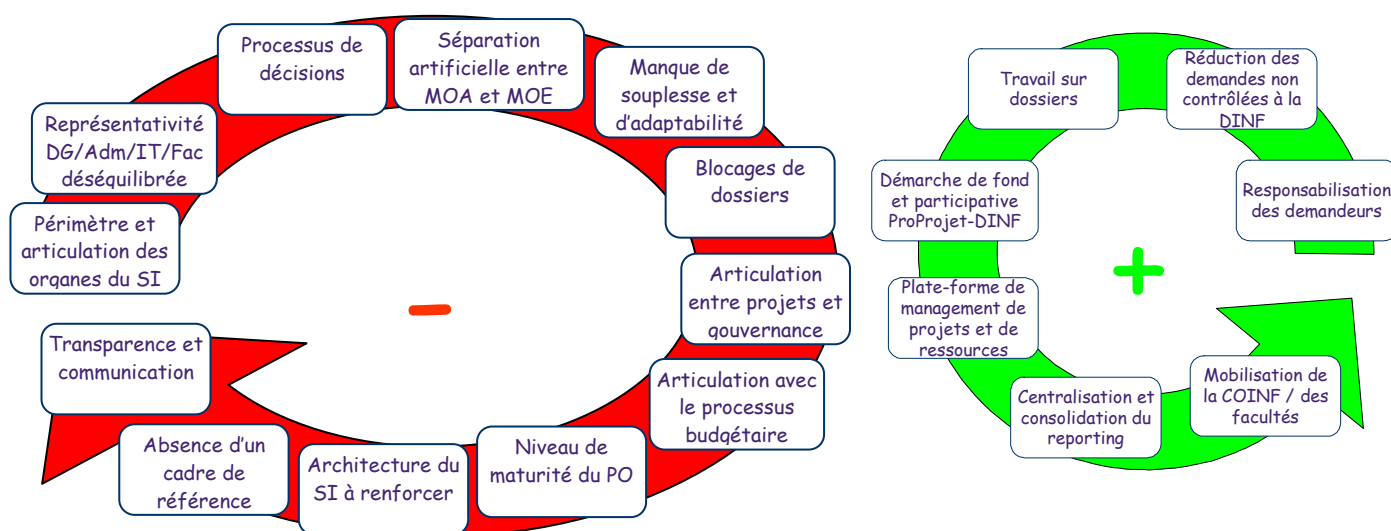 Processus de
décisions
Séparation
artificielle entre
MOA et MOE
Manque de
souplesse et
d'adaptabilité
Représentativité
DG/Adm/IT/Fac
déséquilibrée
Blocages de
dossiers
Périmètre et
articulation des
organes du SI
Articulation
entre projets et
gouvernance
-
Transparence et
communication
Articulation avec
le processus
budgétaire
Absence d'un
cadre de
référence
Architecture du
SI à renforcer
Niveau de
maturité du PO
Travail sur
dossiers
Réduction des
demandes non
contrôlées à la
DINF
Démarche de fond
et participative
ProProjet-DINF
Responsabilisation
des demandeurs
+
Plate-forme de
management de
projets et de
ressources
Centralisation et
consolidation du
reporting
Mobilisation de
la COINF / des
facultés